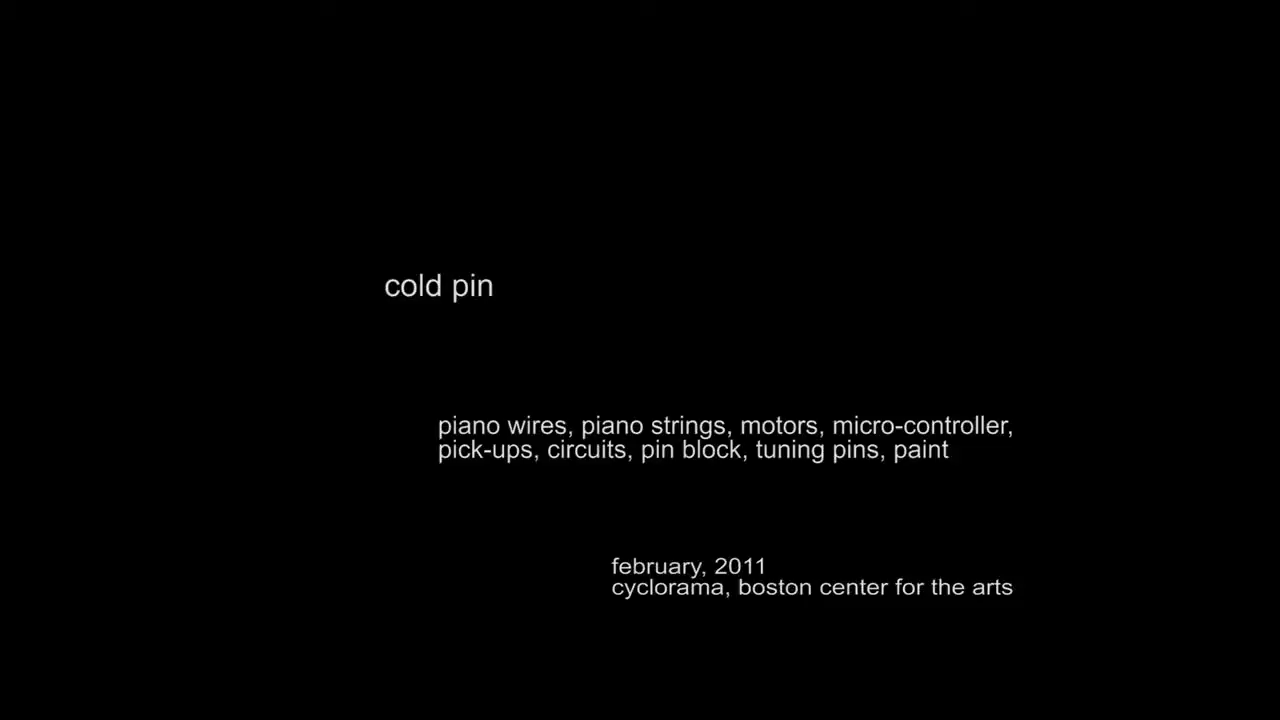 cold pin
piano wires, piano strings, motors, micro-controller,
pick-ups, circuits, pin block, tuning pins, paint
february, 2011
cyclorama, boston center for the arts